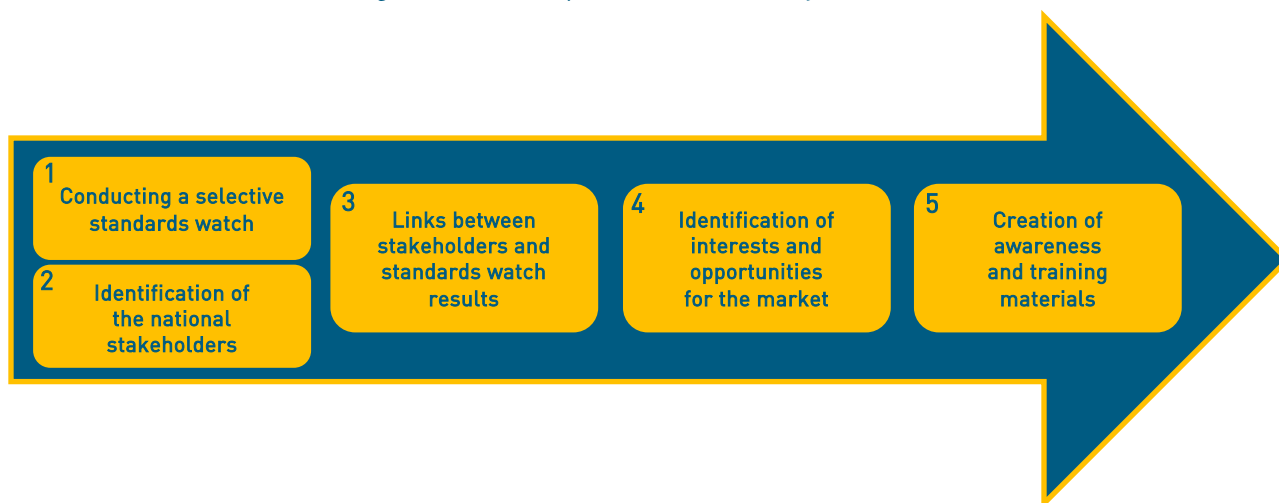 1
Conducting a selective
standards watch
2
Identification of
the national
stakeholders
3
Links between
stakeholders and
standards watch
results
4
Identification of
interests and
opportunities
for the market
5
Creation of
awareness
and training
materials